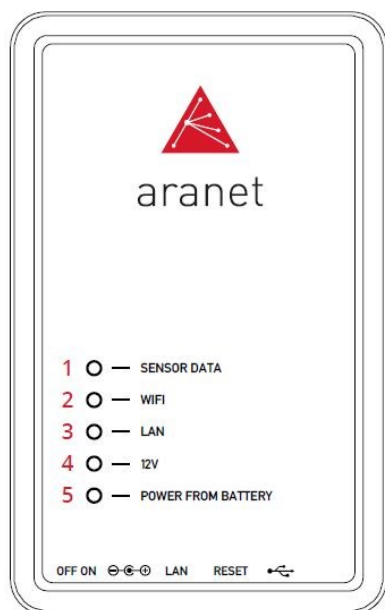 aranet
1 SENSOR DATA
2 WIFI
3 LAN
4 12V
5 POWER FROM BATTERY
OFF ON LAN RESET